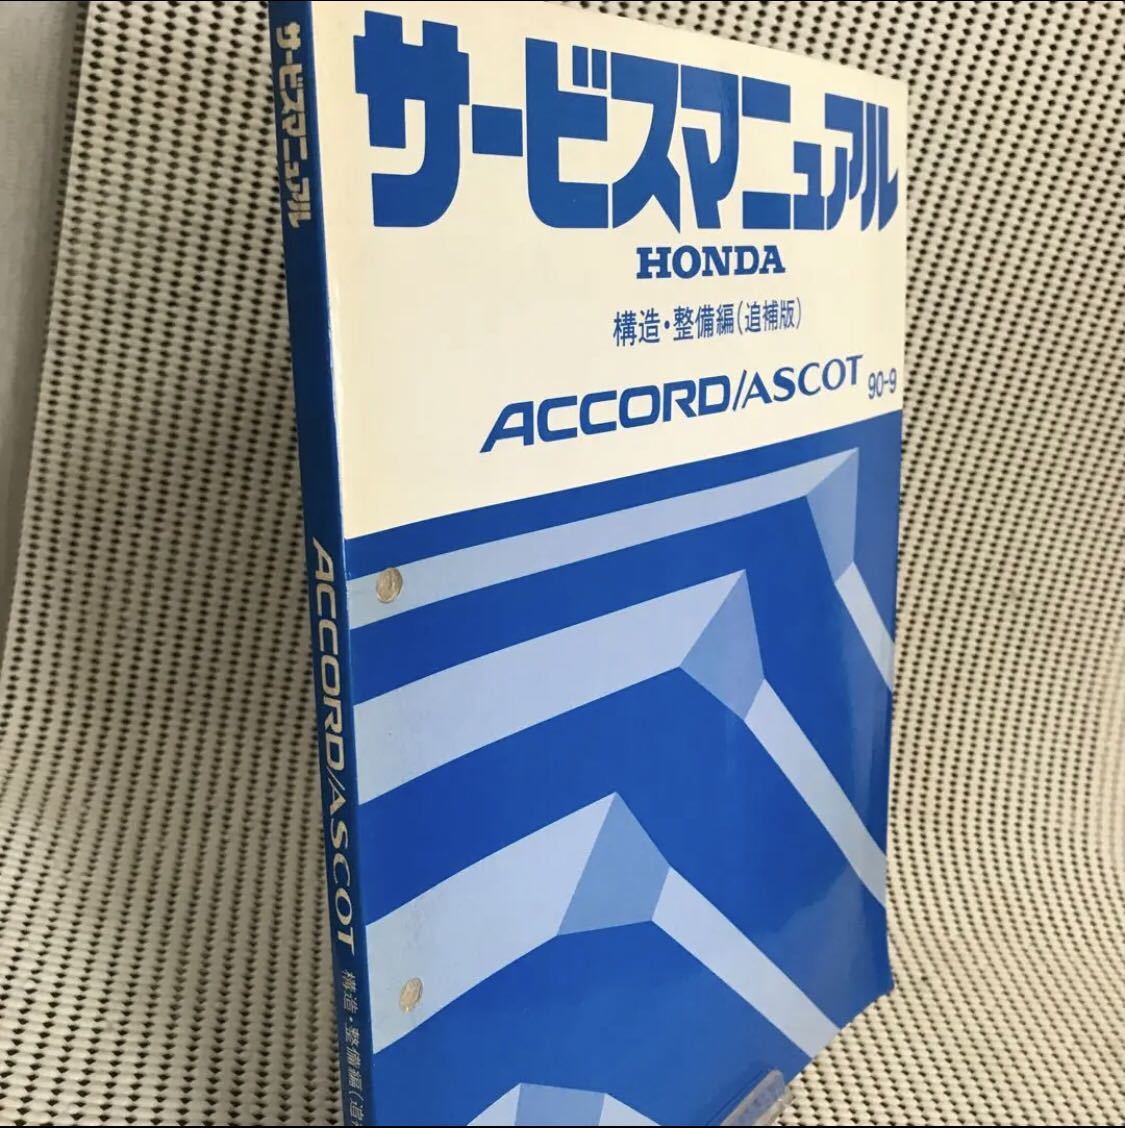 サービスマニュアル
HONDA
構造・整備編(追補版)
ACCORD/ASCOT 90-9
サービスマニュアル
ACCORD/ASCOT
構造・整備編(追